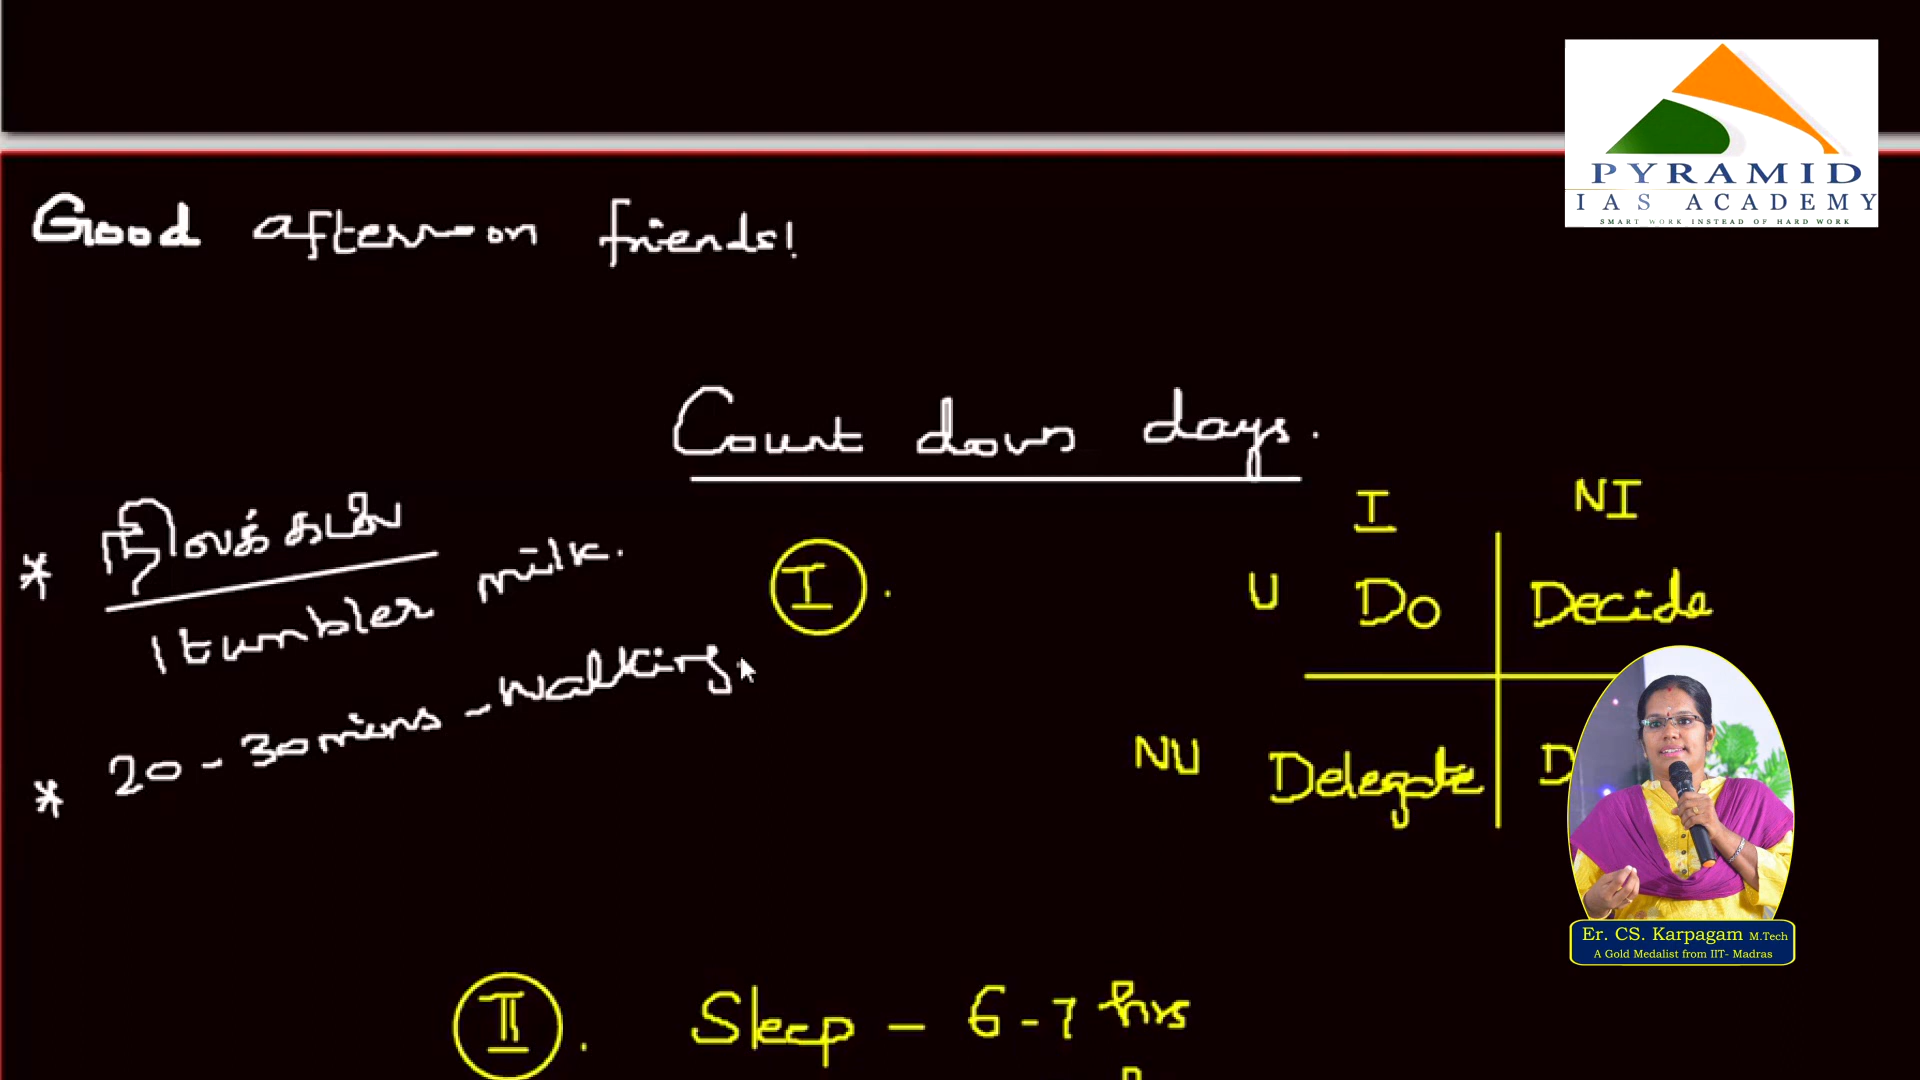 PYRAMID
IAS ACADEMY
SMART WORK INSTEAD OF HARD WORK
Good afternoon friends!
Count down days.
* நிலக்கடலை
1 tumbler milk.
* 20-30 mins - walking.
I.
I NI
U Do Decide
NU Delegate D
Er. CS. Karpagam M.Tech
A Gold Medalist from IIT- Madras
II. Sleep - 6-7 hrs